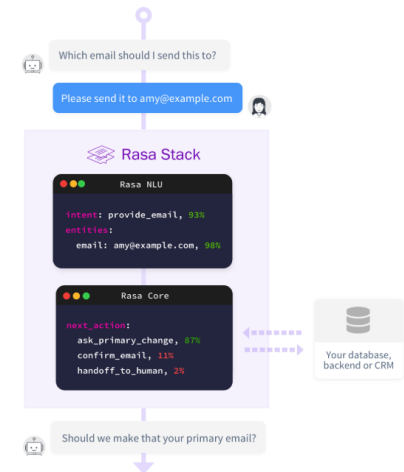 Which email should I send this to?
Please send it to amy@example.com
Rasa Stack
Rasa NLU
intent: provide_email, 93%
entities:
email: amy@example.com, 98%
Rasa Core
next_action:
ask_primary_change, 87%
confirm_email, 11%
handoff_to_human, 2%
Your database,
backend or CRM
Should we make that your primary email?